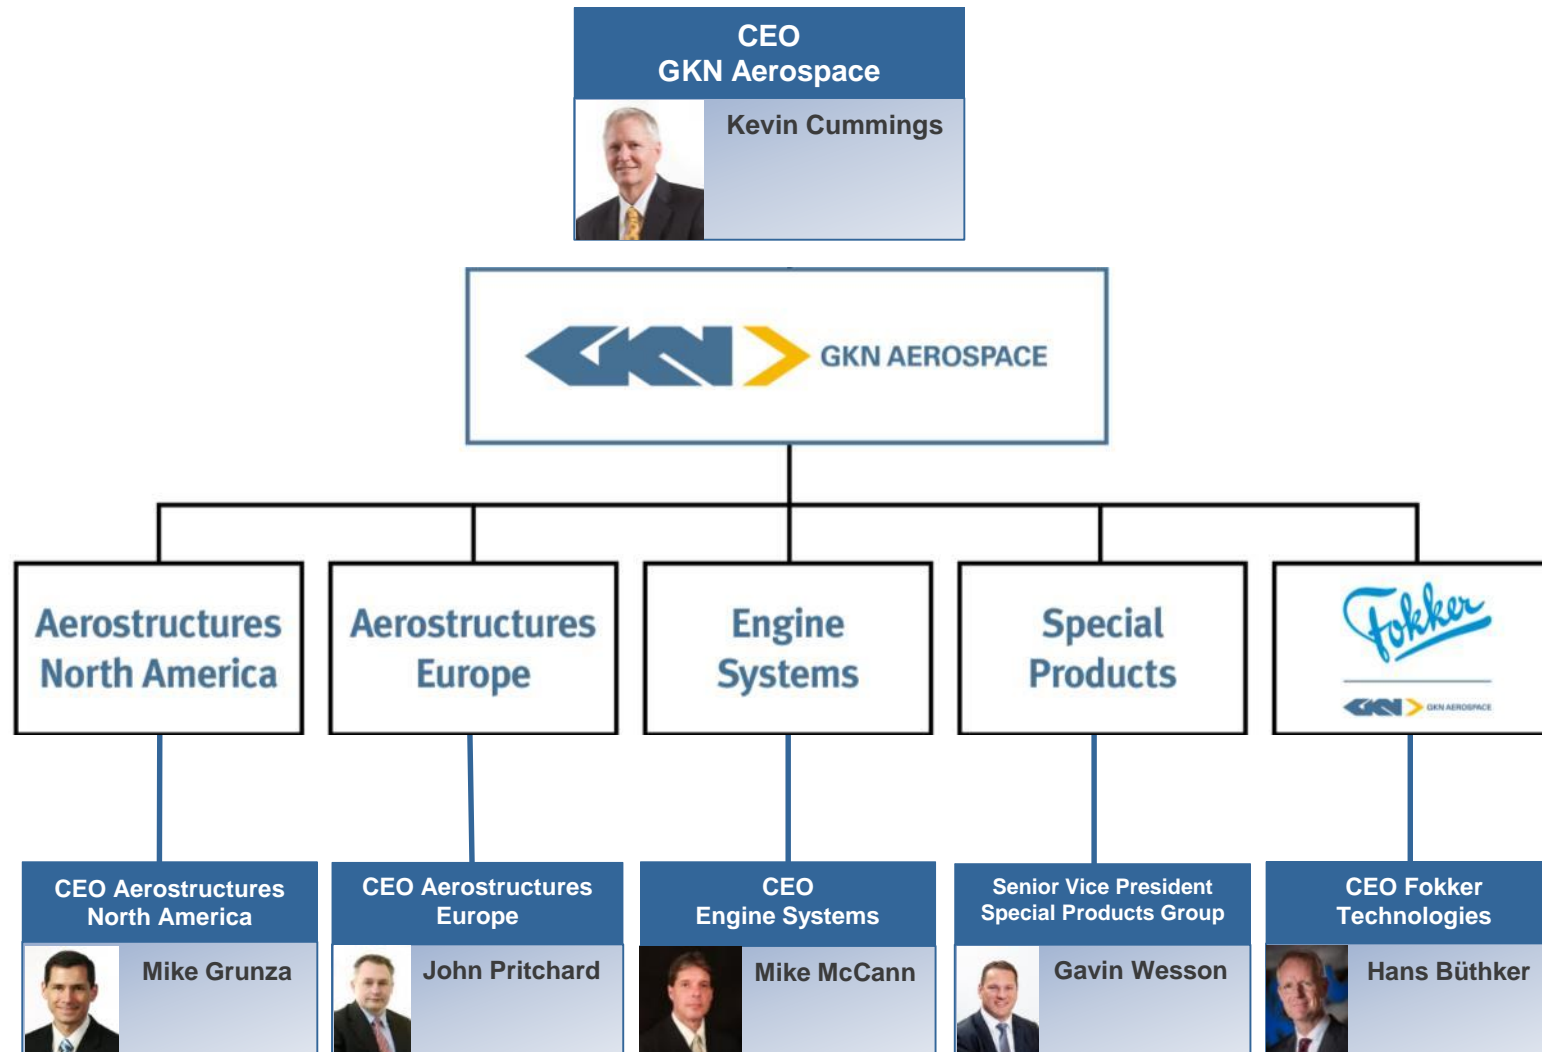 CEO
GKN Aerospace
Kevin Cummings
GKN GKN AEROSPACE
Aerostructures
North America
Aerostructures
Europe
Engine
Systems
Special
Products
Fokker
GKN GKN AEROSPACE
CEO Aerostructures
North America
Mike Grunza
CEO Aerostructures
Europe
John Pritchard
CEO
Engine Systems
Mike McCann
Senior Vice President
Special Products Group
Gavin Wesson
CEO Fokker
Technologies
Hans Büthker